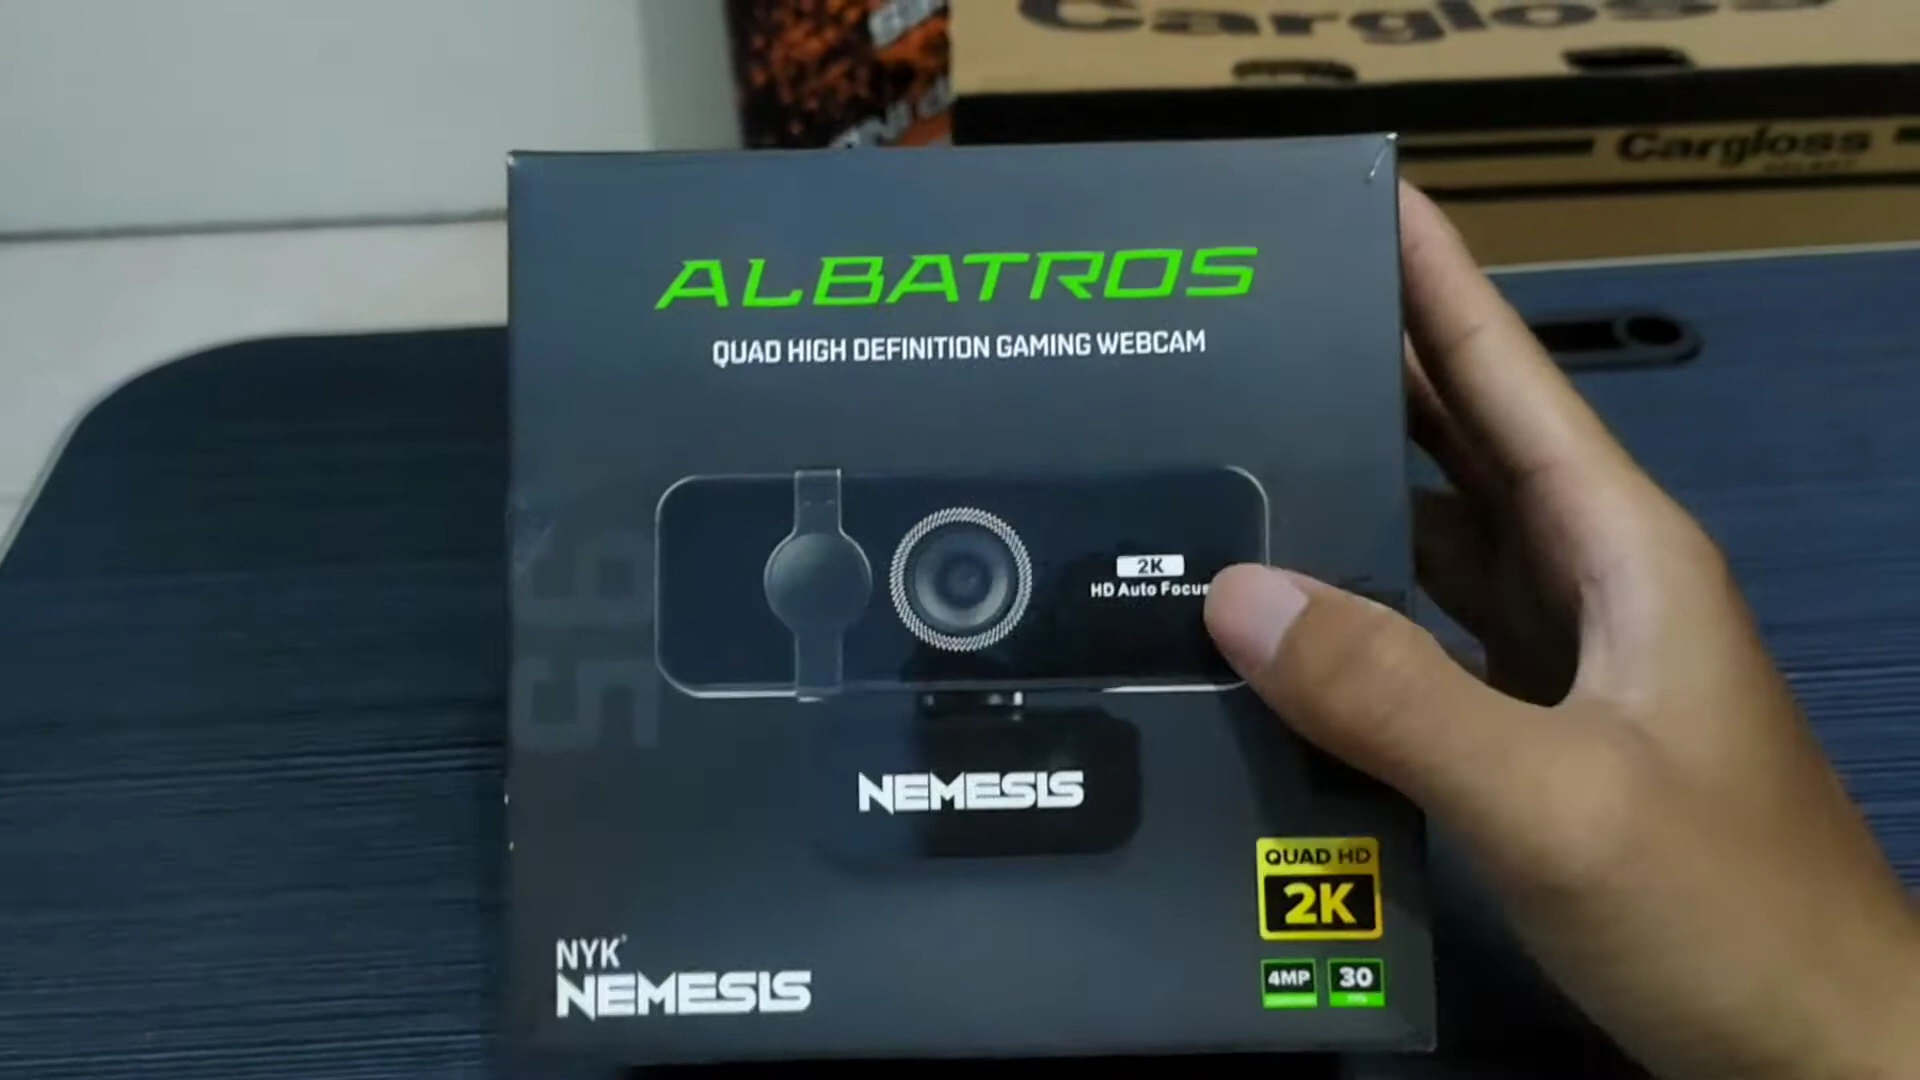 Cargloss
Cargloss
ALBATROS
QUAD HIGH DEFINITION GAMING WEBCAM
2K
HD Auto Focus
NEMESIS
QUAD HD
2K
NYK
NEMESIS
4MP
30